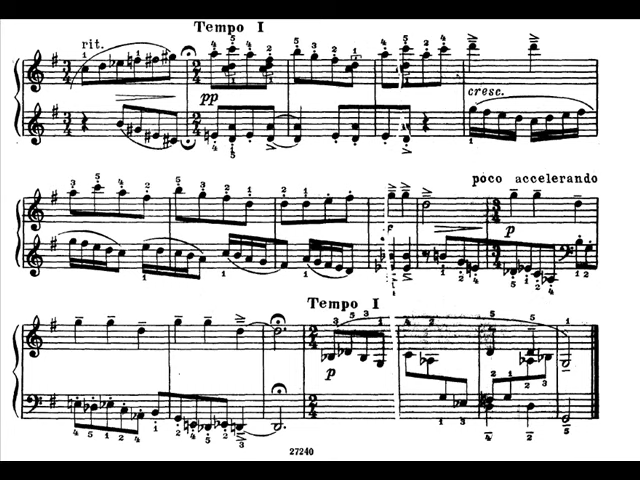 Tempo I
rit.
pp
cresc.
poco accelerando
p
Tempo I
p
27240